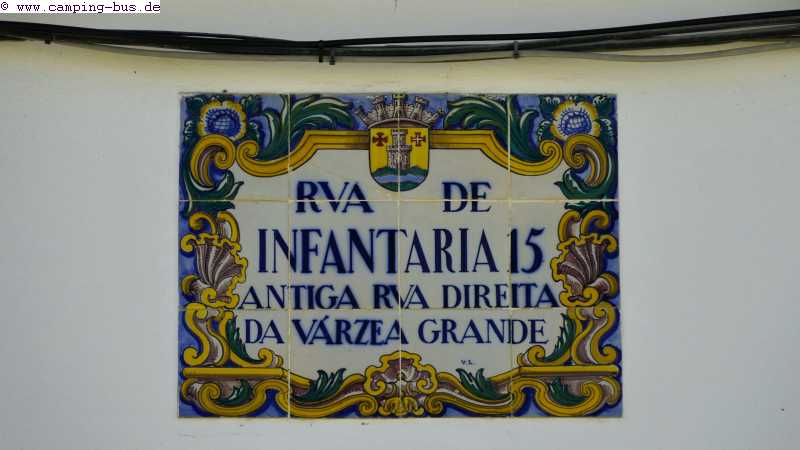 © www.camping-bus.de
RVA DE
INFANTARIA 15
ANTIGA RVA DIREITA
DA VÁRZEA GRANDE
V.L.